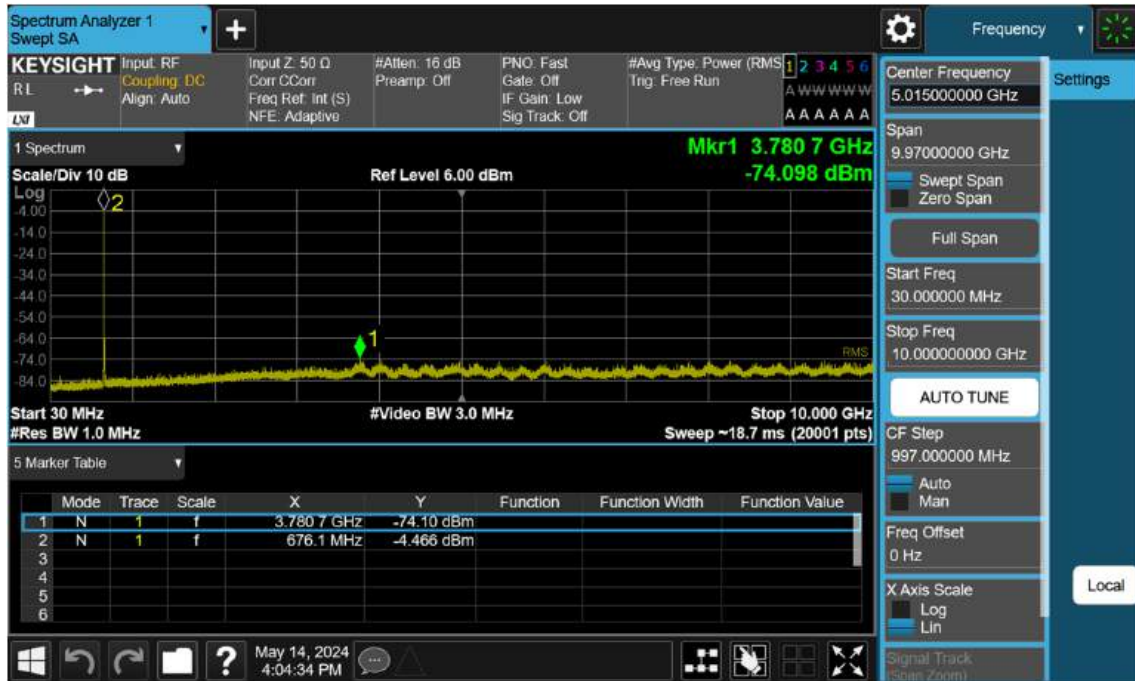 Spectrum Analyzer 1
Swept SA
Frequency
KEYSIGHT
R L
LXI
Input: RF
Coupling: DC
Align: Auto
Input Z: 50 Ω
Corr CCorr
Freq Ref: Int (S)
NFE: Adaptive
#Atten: 16 dB
Preamp: Off
PNO: Fast
Gate: Off
IF Gain: Low
Sig Track: Off
#Avg Type: Power (RMS
Trig: Free Run
1 2 3 4 5 6
A W W W W W
A A A A A A
1 Spectrum
Mkr1 3.780 7 GHz
-74.098 dBm
Scale/Div 10 dB
Ref Level 6.00 dBm
Log
-4.00
-14.0
-24.0
-34.0
-44.0
-54.0
-64.0
-74.0
-84.0
2
1
RMS
Start 30 MHz
#Video BW 3.0 MHz
Stop 10.000 GHz
#Res BW 1.0 MHz
Sweep ~18.7 ms (20001 pts)
5 Marker Table
Mode Trace Scale X Y Function Function Width Function Value
1 N 1 f 3.780 7 GHz -74.10 dBm
2 N 1 f 676.1 MHz -4.466 dBm
3
4
5
6
May 14, 2024
4:04:34 PM
Center Frequency
5.015000000 GHz
Settings
Span
9.97000000 GHz
Swept Span
Zero Span
Full Span
Start Freq
30.000000 MHz
Stop Freq
10.000000000 GHz
AUTO TUNE
CF Step
997.000000 MHz
Auto
Man
Freq Offset
0 Hz
X Axis Scale
Log
Lin
Local
Signal Track
(Span Zoom)